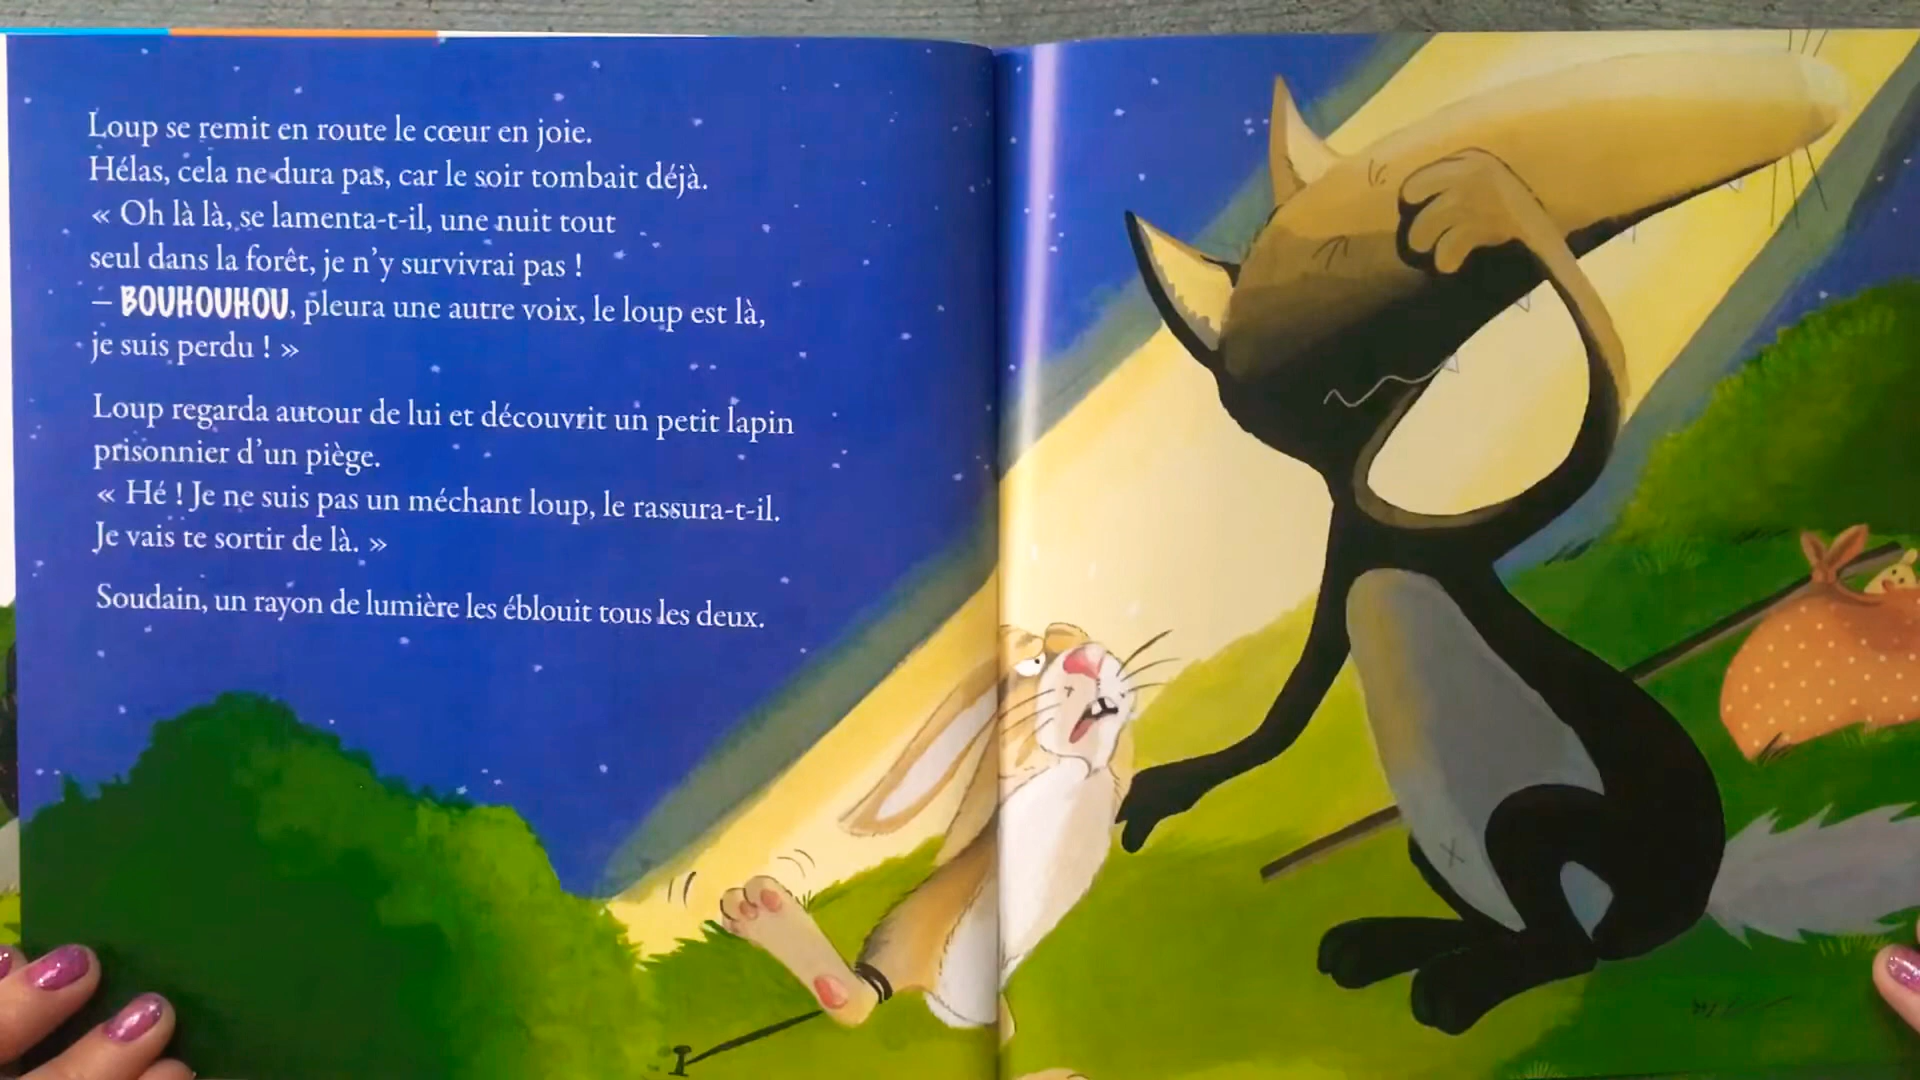 Loup se remit en route le cœur en joie.
Hélas, cela ne dura pas, car le soir tombait déjà.
« Oh là là, se lamenta-t-il, une nuit tout
seul dans la forêt, je n’y survivrai pas !
– BOUHOUHOU, pleura une autre voix, le loup est là,
je suis perdu ! »
Loup regarda autour de lui et découvrit un petit lapin
prisonnier d’un piège.
« Hé ! Je ne suis pas un méchant loup, le rassura-t-il.
Je vais te sortir de là. »
Soudain, un rayon de lumière les éblouit tous les deux.